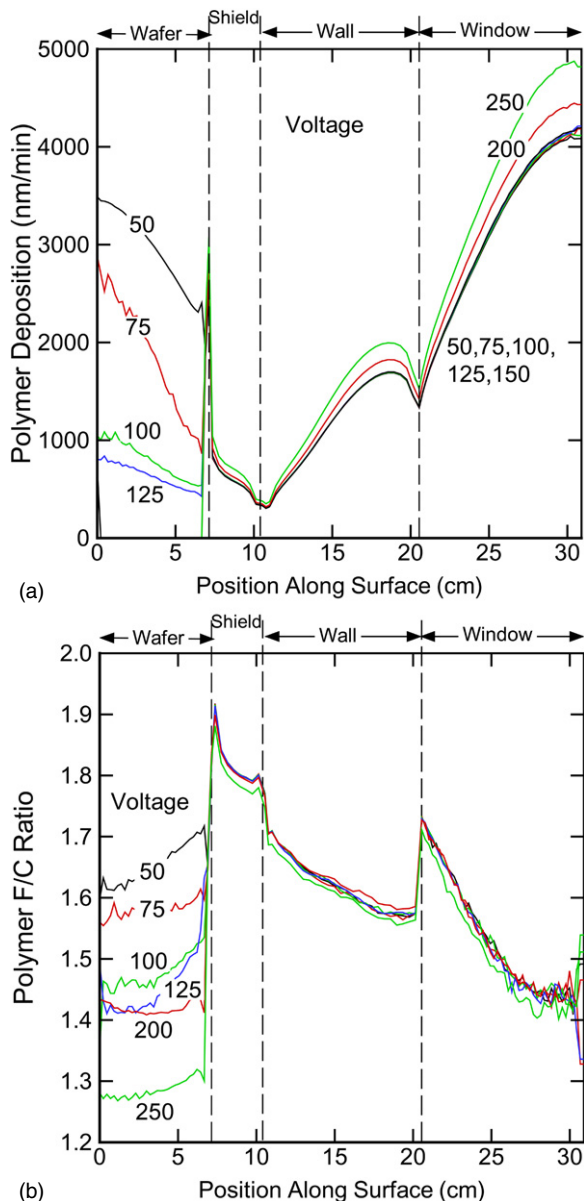 Shield
Wafer Wall Window
5000
4000
3000
2000
1000
0
Polymer Deposition (nm/min)
Voltage
250
200
50
75
100
125
50,75,100,
125,150
0 5 10 15 20 25 30
Position Along Surface (cm)
(a)
Shield
Wafer Wall Window
2.0
1.9
1.8
1.7
1.6
1.5
1.4
1.3
1.2
Polymer F/C Ratio
Voltage
50
75
100
125
200
250
0 5 10 15 20 25 30
Position Along Surface (cm)
(b)